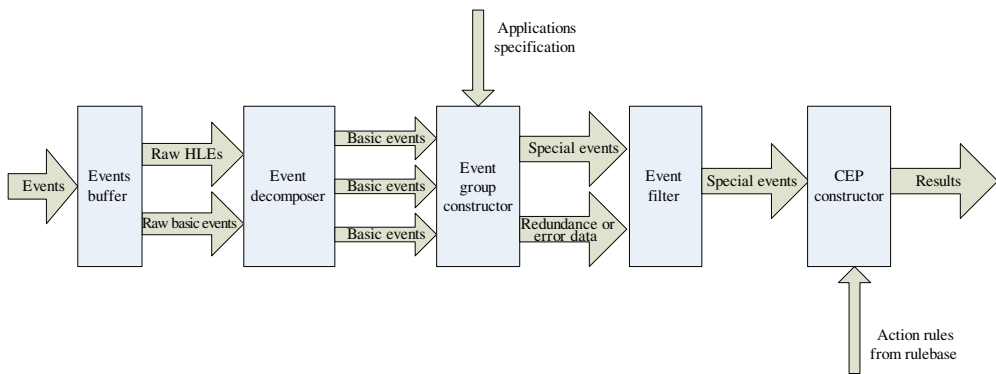 Applications
specification
Events
Events
buffer
Raw HLEs
Raw basic events
Event
decomposer
Basic events
Basic events
Basic events
Event
group
constructor
Special events
Redundance or
error data
Event
filter
Special events
CEP
constructor
Results
Action rules
from rulebase